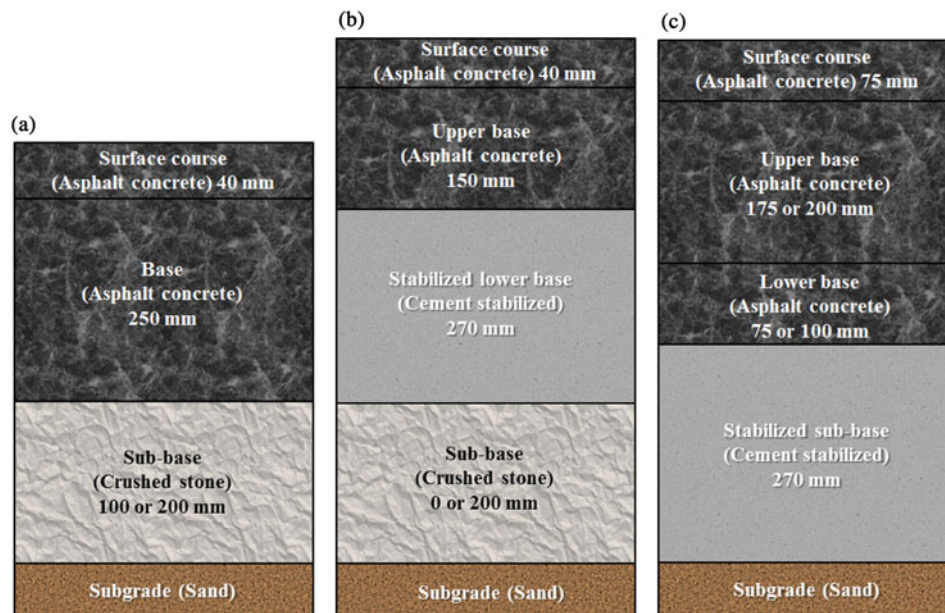 (a)
Surface course
(Asphalt concrete) 40 mm
Base
(Asphalt concrete)
250 mm
Sub-base
(Crushed stone)
100 or 200 mm
Subgrade (Sand)
(b)
Surface course
(Asphalt concrete) 40 mm
Upper base
(Asphalt concrete)
150 mm
Stabilized lower base
(Cement stabilized)
270 mm
Sub-base
(Crushed stone)
0 or 200 mm
Subgrade (Sand)
(c)
Surface course
(Asphalt concrete) 75 mm
Upper base
(Asphalt concrete)
175 or 200 mm
Lower base
(Asphalt concrete)
75 or 100 mm
Stabilized sub-base
(Cement stabilized)
270 mm
Subgrade (Sand)